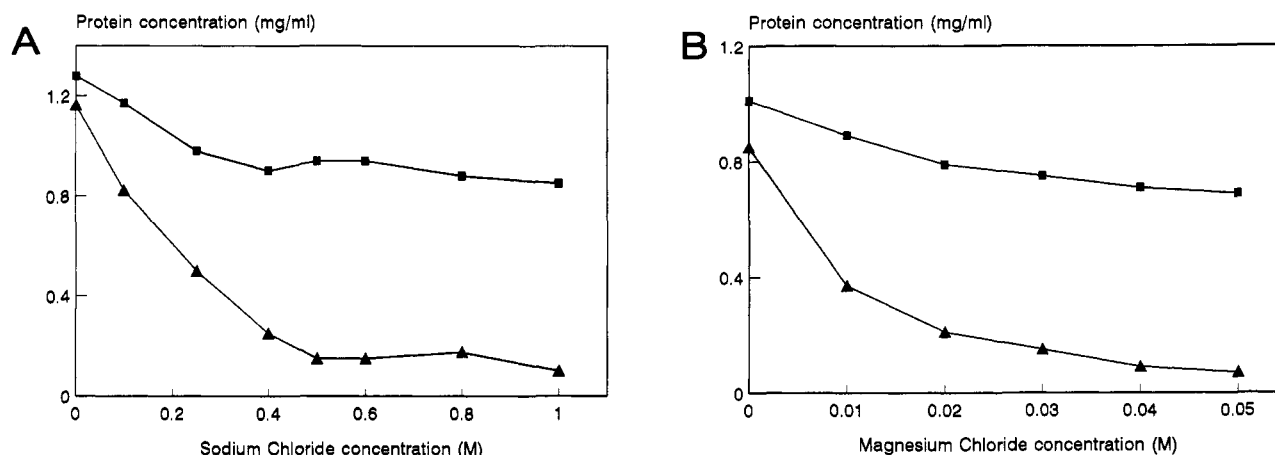 A
Protein concentration (mg/ml)
1.2
0.8
0.4
0
0 0.2 0.4 0.6 0.8 1
Sodium Chloride concentration (M)
B
Protein concentration (mg/ml)
1.2
0.8
0.4
0
0 0.01 0.02 0.03 0.04 0.05
Magnesium Chloride concentration (M)